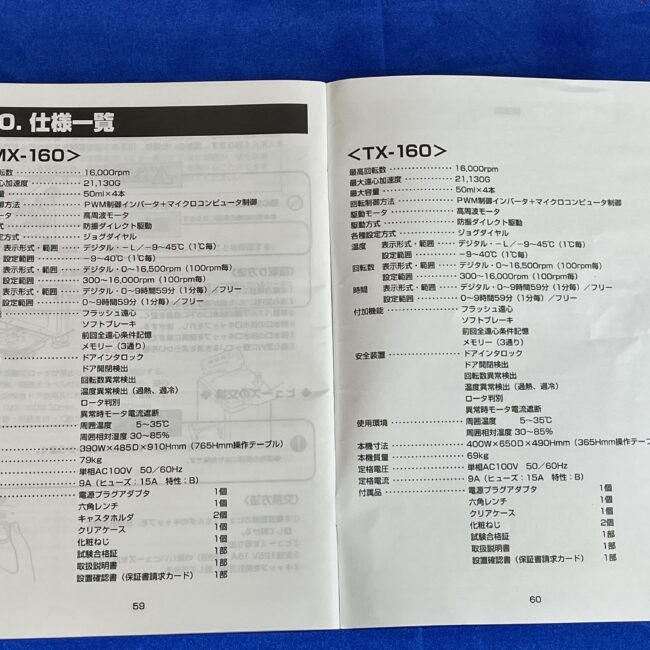 0. 仕様一覧
MX-160>
数 ・・・・・・・・・・・・・・・ 16,000rpm
心加速度 ・・・・・・・・・・・・ 21,130G
量 ・・・・・・・・・・・・・・・・・ 50ml×4本
御方法 ・・・・・・・・・・・・・ PWM制御インバータ+マイクロコンピュータ制御
ータ ・・・・・・・・・・・・・・・ 高周波モータ
式 ・・・・・・・・・・・・・・・・・ 防振ダイレクト駆動
定方式 ・・・・・・・・・・・・・ ジョグダイヤル
表示形式・範囲 ・・・・・・ デジタル・-L/-9~45℃(1℃毎)
設定範囲 ・・・・・・・・・・・ -9~40℃(1℃毎)
表示形式・範囲 ・・・・・・ デジタル・0~16,500rpm(100rpm毎)
設定範囲 ・・・・・・・・・・・ 300~16,000rpm(100rpm毎)
表示形式・範囲 ・・・・・・ デジタル・0~9時間59分(1分毎)/フリー
設定範囲 ・・・・・・・・・・・ 0~9時間59分(1分毎)/フリー
・・・・・・・・・・・・・・・・・・・ フラッシュ遠心
ソフトブレーキ
前回全遠心条件記憶
メモリー(3通り)
・・・・・・・・・・・・・・・・・・・ ドアインタロック
ドア開閉検出
回転数異常検出
温度異常検出(過熱、過冷)
ロータ判別
異常時モータ電流遮断
・・・・・・・・・・・・・・・・・・・ 周囲温度 5~35℃
周囲相対湿度 30~85%
・・・・・・・・・・・・・・・・・・・ 390W×485D×910Hmm(765Hmm操作テーブル)
・・・・・・・・・・・・・・・・・・・ 79kg
・・・・・・・・・・・・・・・・・・・ 単相AC100V 50/60Hz
・・・・・・・・・・・・・・・・・・・ 9A(ヒューズ:15A 特性:B)
・・・・・・・・・・・・・・・・・・・ 電源プラグアダプタ 1個
六角レンチ 1個
キャスタホルダ 2個
クリアケース 1個
化粧ねじ 1個
試験合格証 1部
取扱説明書 1部
設置確認書(保証書請求カード) 1部
59
<TX-160>
最高回転数 ・・・・・・・・・・・・・ 16,000rpm
最大遠心加速度 ・・・・・・・・・ 21,130G
最大容量 ・・・・・・・・・・・・・・・ 50ml×4本
回転制御方法 ・・・・・・・・・・・ PWM制御インバータ+マイクロコンピュータ制御
駆動モータ ・・・・・・・・・・・・・ 高周波モータ
駆動方式 ・・・・・・・・・・・・・・・ 防振ダイレクト駆動
各種設定方式 ・・・・・・・・・・・ ジョグダイヤル
温度 表示形式・範囲 ・・・・・・ デジタル・-L/-9~45℃(1℃毎)
設定範囲 ・・・・・・・・・・・ -9~40℃(1℃毎)
回転数 表示形式・範囲 ・・・・・・ デジタル・0~16,500rpm(100rpm毎)
設定範囲 ・・・・・・・・・・・ 300~16,000rpm(100rpm毎)
時間 表示形式・範囲 ・・・・・・ デジタル・0~9時間59分(1分毎)/フリー
設定範囲 ・・・・・・・・・・・ 0~9時間59分(1分毎)/フリー
付加機能 ・・・・・・・・・・・・・・・ フラッシュ遠心
ソフトブレーキ
前回全遠心条件記憶
メモリー(3通り)
安全装置 ・・・・・・・・・・・・・・・ ドアインタロック
ドア開閉検出
回転数異常検出
温度異常検出(過熱、過冷)
ロータ判別
異常時モータ電流遮断
使用環境 ・・・・・・・・・・・・・・・ 周囲温度 5~35℃
周囲相対湿度 30~85%
本機寸法 ・・・・・・・・・・・・・・・ 400W×650D×490Hmm(365Hmm操作テーブ
本機質量 ・・・・・・・・・・・・・・・ 69kg
定格電圧 ・・・・・・・・・・・・・・・ 単相AC100V 50/60Hz
定格電流 ・・・・・・・・・・・・・・・ 9A(ヒューズ:15A 特性:B)
付属品 ・・・・・・・・・・・・・・・・・ 電源プラグアダプタ 1個
六角レンチ 1個
クリアケース 1個
化粧ねじ 2個
試験合格証 1部
取扱説明書 1部
設置確認書(保証書請求カード) 1部
60